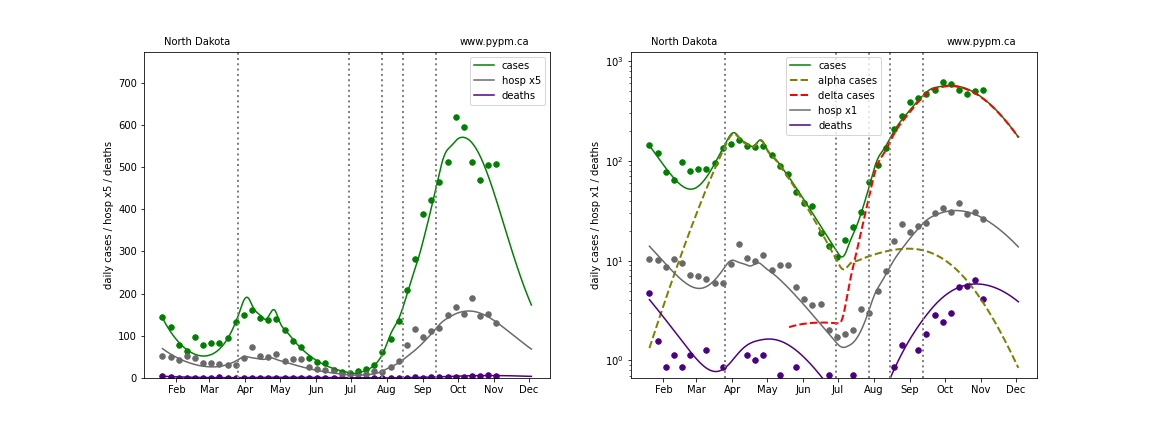 North Dakota www.pypm.ca
cases
hosp x5
deaths
daily cases / hosp x5 / deaths
700
600
500
400
300
200
100
0
Feb Mar Apr May Jun Jul Aug Sep Oct Nov Dec
North Dakota www.pypm.ca
cases
alpha cases
delta cases
hosp x1
deaths
daily cases / hosp x1 / deaths
10³
10²
10¹
10⁰
Feb Mar Apr May Jun Jul Aug Sep Oct Nov Dec